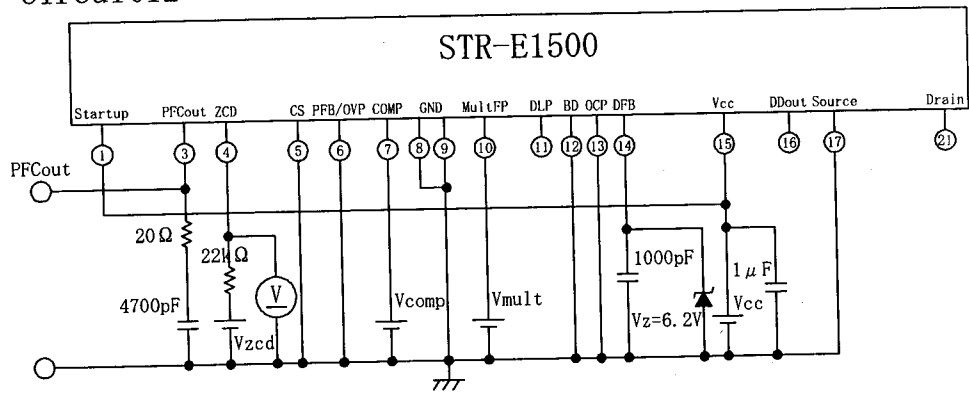 STR-E1500
Startup PFCout ZCD CS PFB/OVP COMP GND MultFP DLP BD OCP DFB Vcc DDout Source Drain
1 3 4 5 6 7 8 9 10 11 12 13 14 15 16 17 21
PFCout
20Ω
22kΩ
4700pF
V
Vzcd
Vcomp
Vmult
1000pF
Vz=6.2V
1μF
Vcc